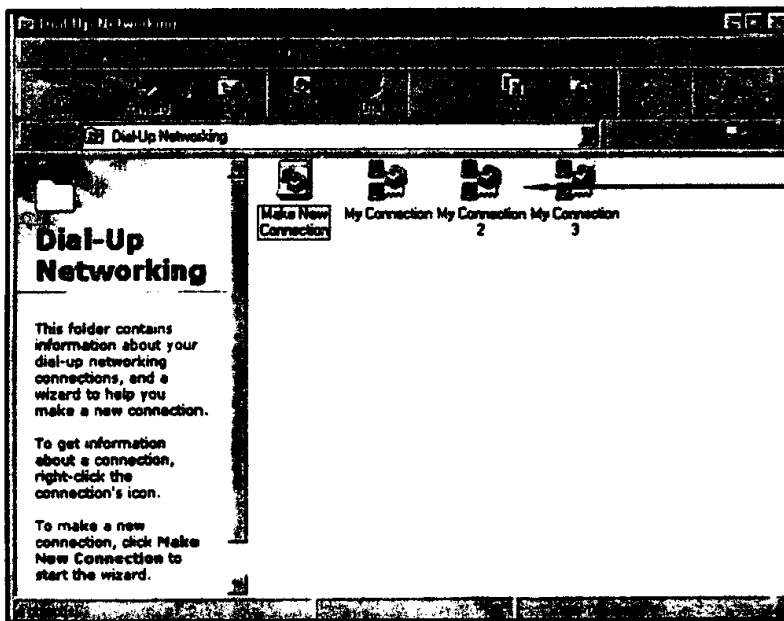 Dial-Up Networking
Dial-Up Networking
Make New
Connection
My Connection
My Connection
2
My Connection
3
Dial-Up
Networking
This folder contains
information about your
dial-up networking
connections, and a
wizard to help you
make a new connection.
To get information
about a connection,
right-click the
connection's icon.
To make a new
connection, click Make
New Connection to
start the wizard.